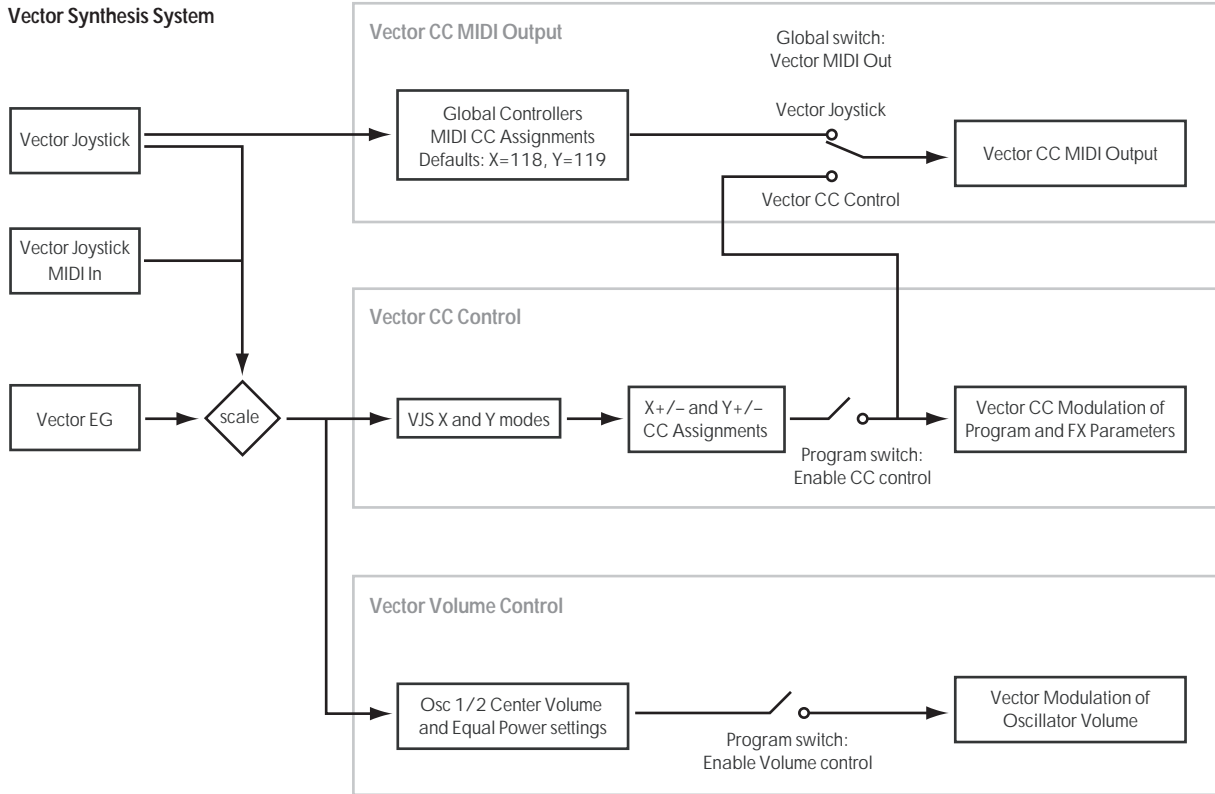 Vector Synthesis System
Vector CC MIDI Output
Global switch:
Vector MIDI Out
Vector Joystick
Global Controllers
MIDI CC Assignments
Defaults: X=118, Y=119
Vector Joystick
Vector CC MIDI Output
Vector CC Control
Vector Joystick
MIDI In
Vector CC Control
Vector EG
scale
VJS X and Y modes
X+/– and Y+/–
CC Assignments
Program switch:
Enable CC control
Vector CC Modulation of
Program and FX Parameters
Vector Volume Control
Osc 1/2 Center Volume
and Equal Power settings
Program switch:
Enable Volume control
Vector Modulation of
Oscillator Volume